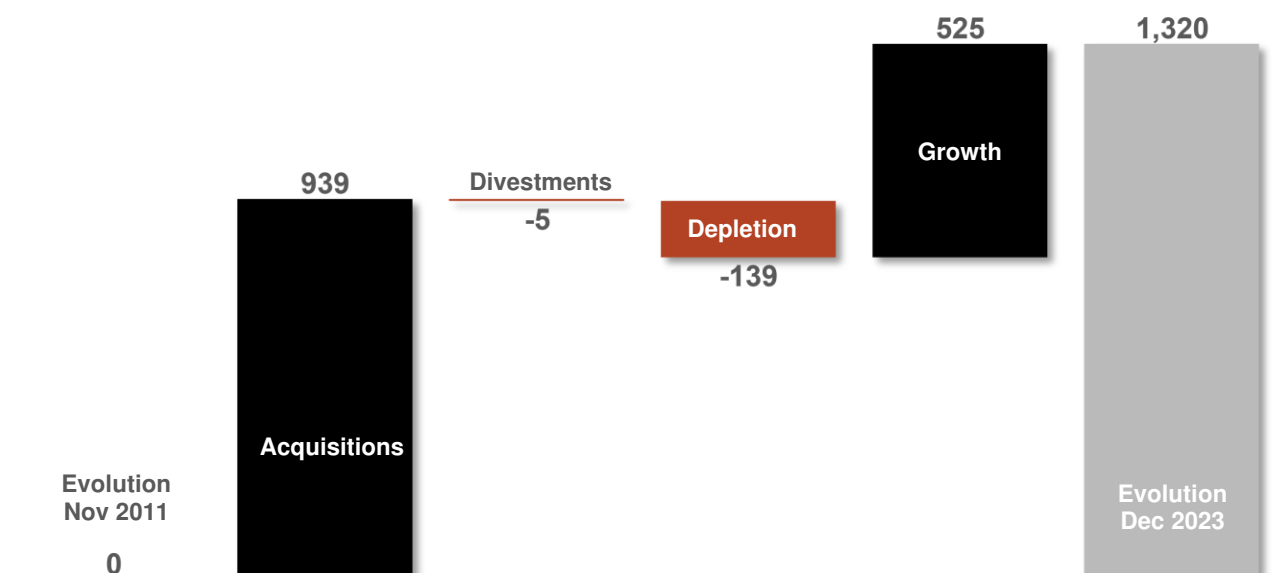 Evolution
Nov 2011
0
939
Acquisitions
Divestments
-5
Depletion
-139
525
Growth
1,320
Evolution
Dec 2023